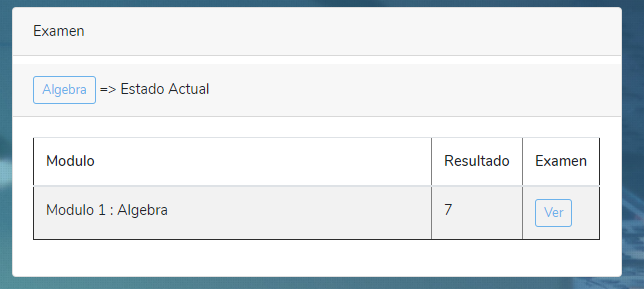 Examen
Algebra => Estado Actual
Modulo Resultado Examen
Modulo 1 : Algebra 7 Ver